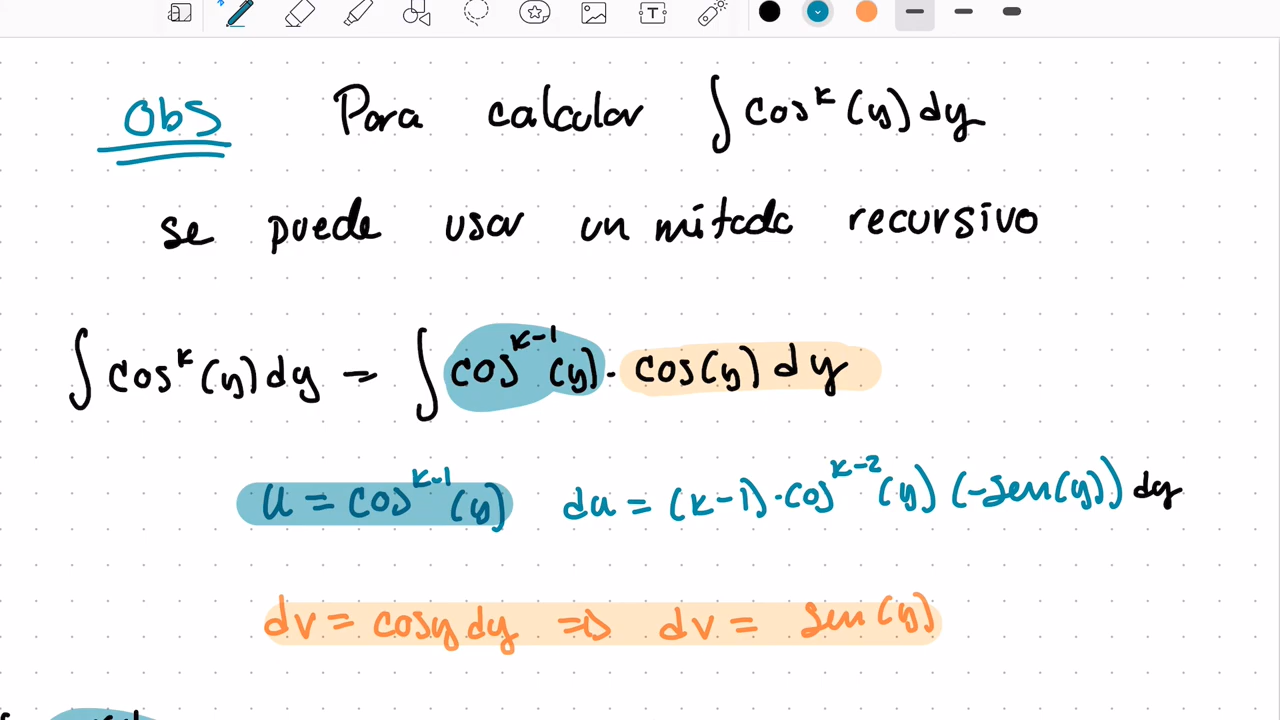 Obs Para calcular ∫ cos^k (y) dy
se puede usar un método recursivo
∫ cos^k (y) dy = ∫ cos^{k-1} (y) · cos(y) dy
u = cos^{k-1} (y) du = (k-1) · cos^{k-2} (y) (-sen(y)) dy
dv = cosy dy ⇒ dv = sen(y)